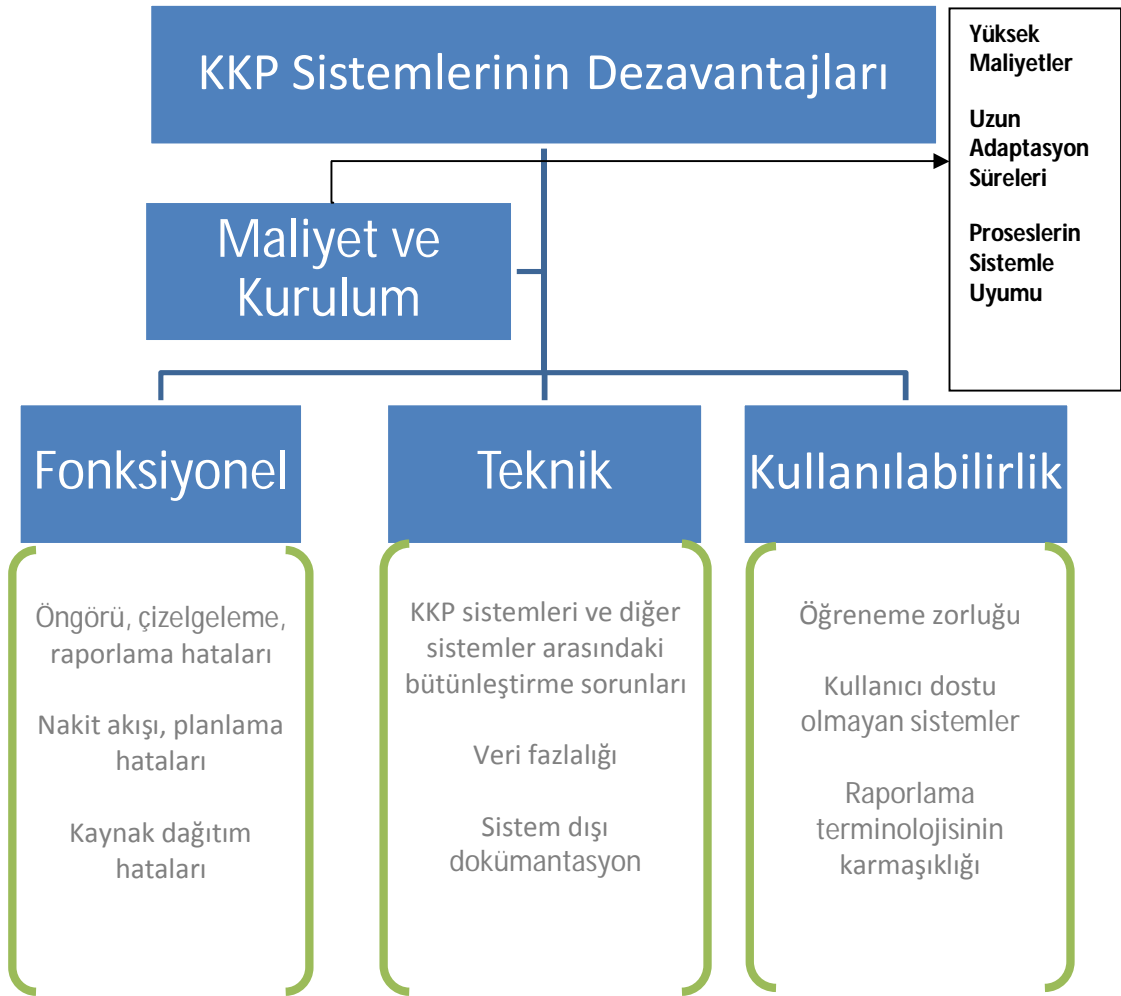 KKP Sistemlerinin Dezavantajları
Yüksek
Maliyetler
Uzun
Adaptasyon
Süreleri
Proseslerin
Sistemle
Uyumu
Maliyet ve
Kurulum
Fonksiyonel
Öngörü, çizelgeleme,
raporlama hataları
Nakit akışı, planlama
hataları
Kaynak dağıtım
hataları
Teknik
KKP sistemleri ve diğer
sistemler arasındaki
bütünleştirme sorunları
Veri fazlalığı
Sistem dışı
dokümantasyon
Kullanılabilirlik
Öğreneme zorluğu
Kullanıcı dostu
olmayan sistemler
Raporlama
terminolojisinin
karmaşıklığı